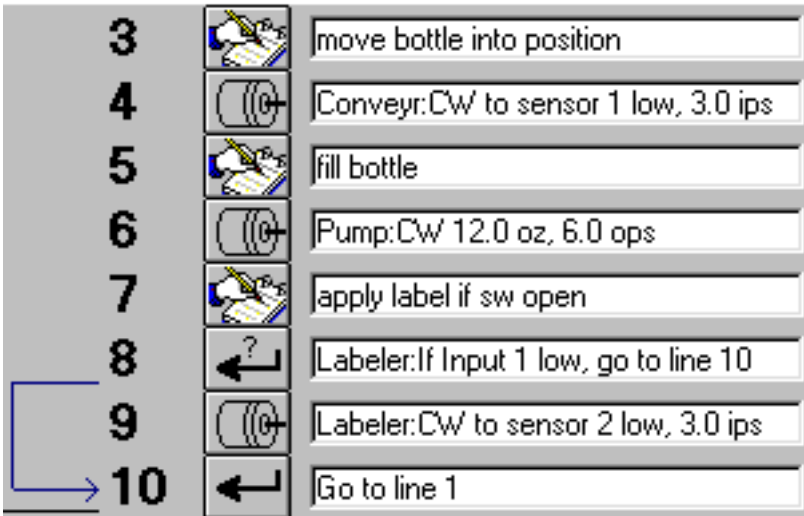 3 move bottle into position
4 Conveyr:CW to sensor 1 low, 3.0 ips
5 fill bottle
6 Pump:CW 12.0 oz, 6.0 ops
7 apply label if sw open
8 ? Labeler:If Input 1 low, go to line 10
9 Labeler:CW to sensor 2 low, 3.0 ips
10 Go to line 1